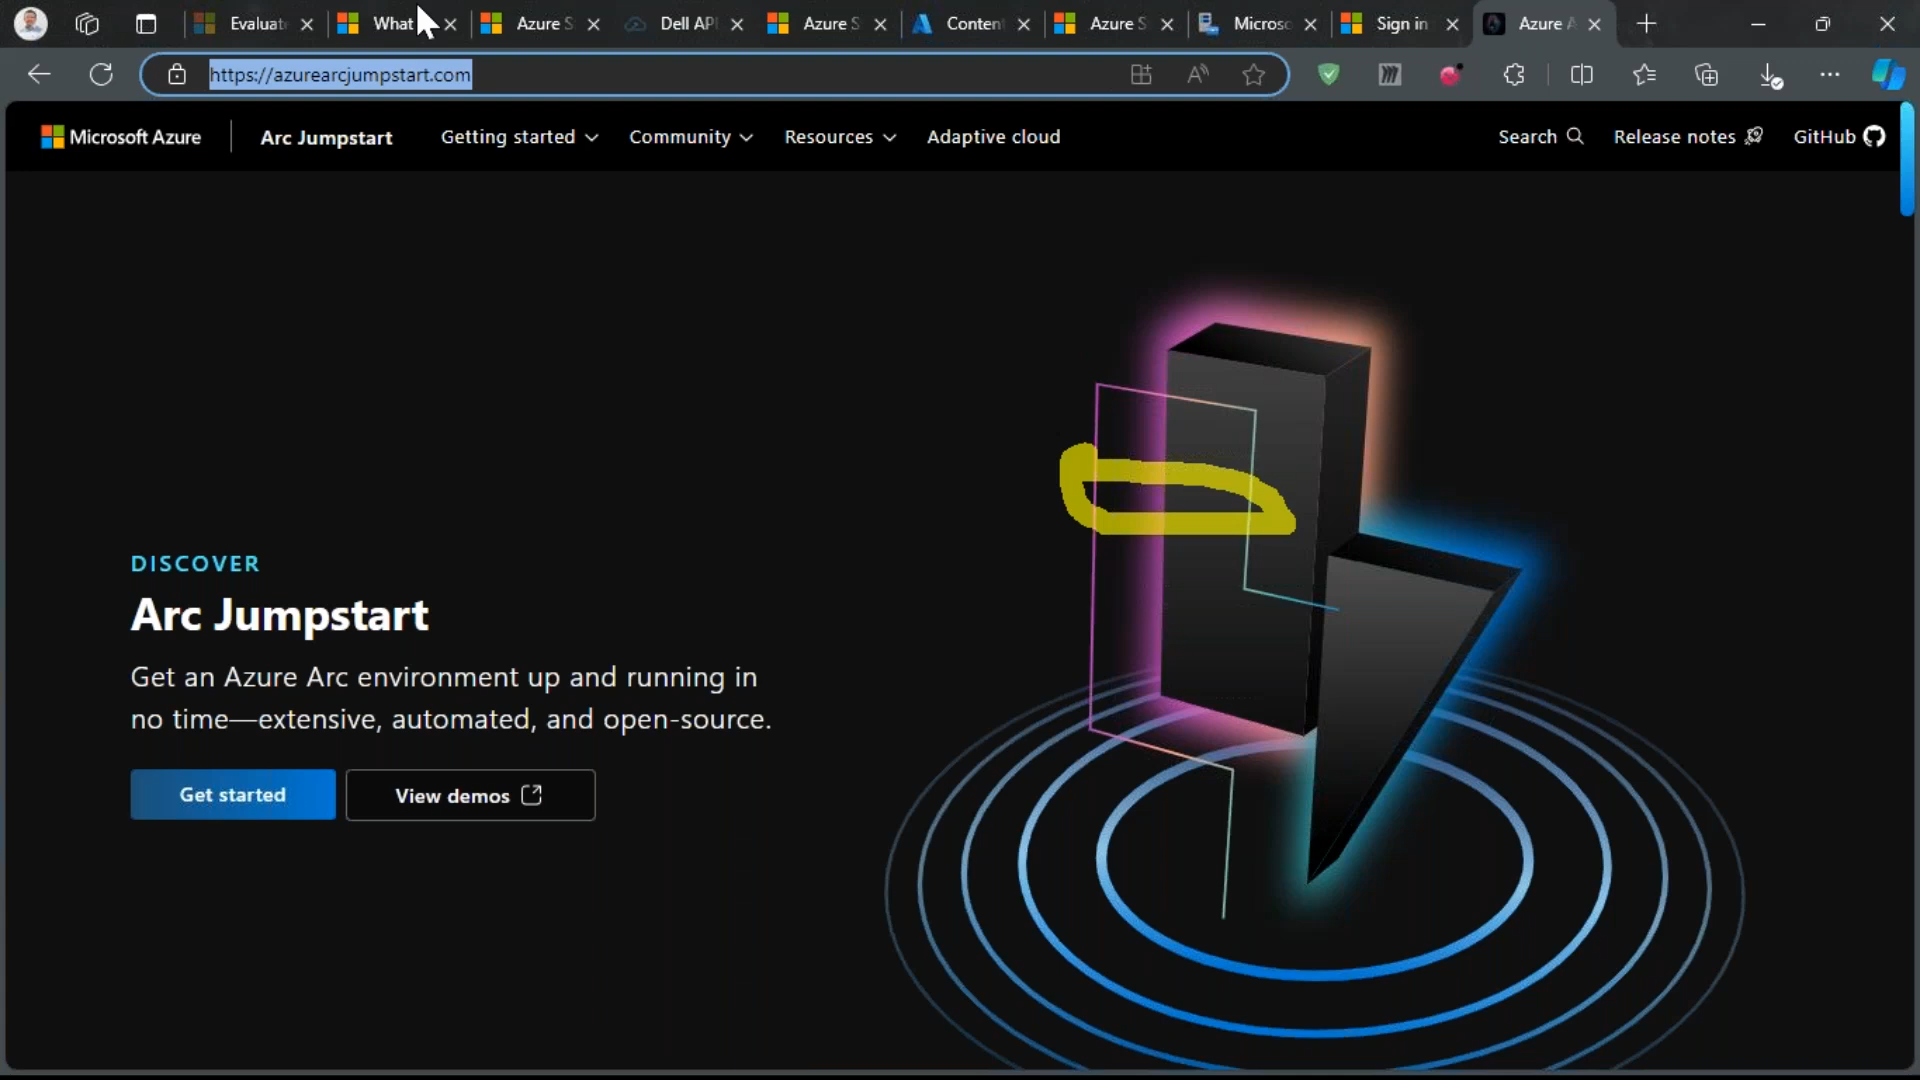 Evaluat
What
Azure S
Dell API
Azure S
Conten
Azure S
Microso
Sign in
Azure A
https://azurearcjumpstart.com
Microsoft Azure
Arc Jumpstart
Getting started
Community
Resources
Adaptive cloud
Search
Release notes
GitHub
DISCOVER
Arc Jumpstart
Get an Azure Arc environment up and running in
no time—extensive, automated, and open-source.
Get started
View demos